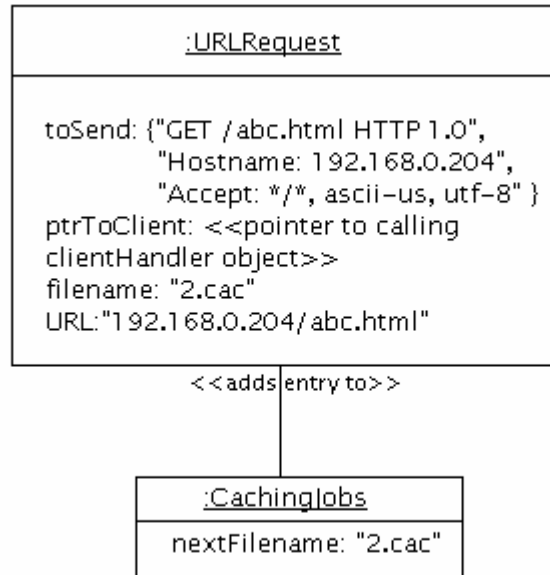 :URLRequest
toSend: {"GET /abc.html HTTP 1.0",
"Hostname: 192.168.0.204",
"Accept: */*, ascii-us, utf-8" }
ptrToClient: <<pointer to calling
clientHandler object>>
filename: "2.cac"
URL:"192.168.0.204/abc.html"
<<adds entry to>>
:CachingJobs
nextFilename: "2.cac"